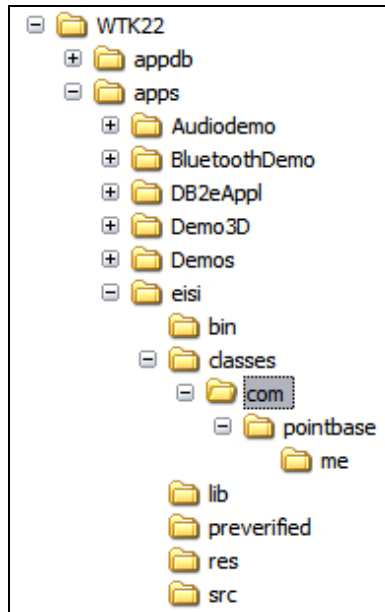 WTK22
appdb
apps
Audiodemo
BluetoothDemo
DB2eAppl
Demo3D
Demos
eisi
bin
classes
com
pointbase
me
lib
preverified
res
src